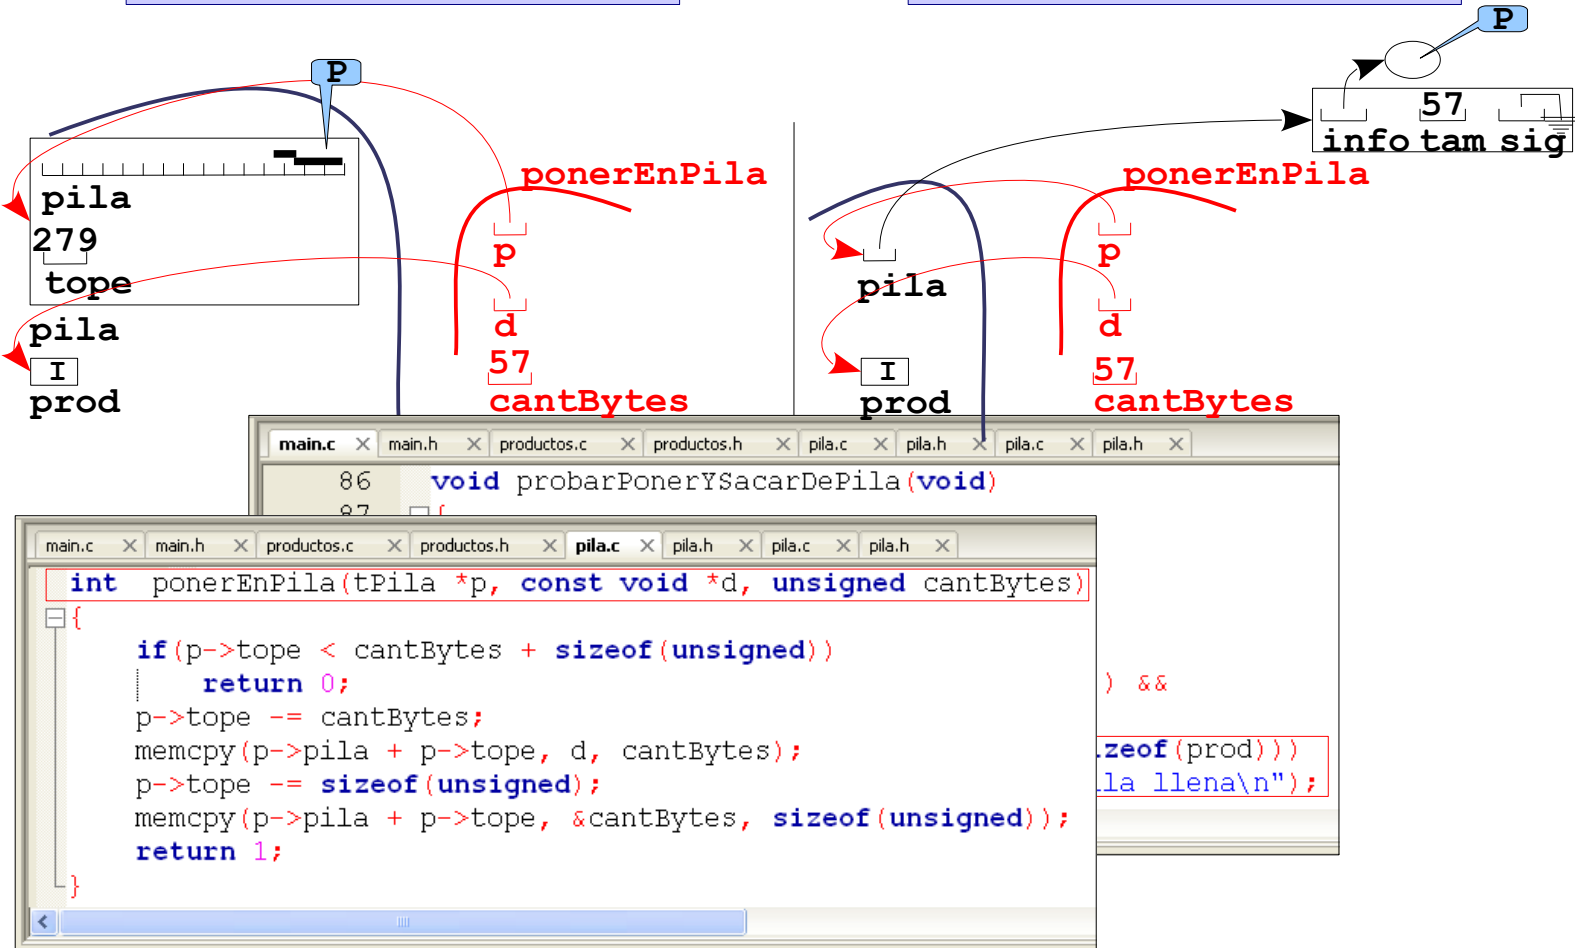 P
pila
279
tope
pila
I
prod
ponerEnPila
p
d
57
cantBytes
P
57
info tam sig
ponerEnPila
pila
p
d
I
prod
57
cantBytes
main.c main.h productos.c productos.h pila.c pila.h pila.c pila.h
86 void probarPonerYSacarDePila(void)
87 {
) &&
zeof(prod)))
la llena\n");
main.c main.h productos.c productos.h pila.c pila.h pila.c pila.h
int ponerEnPila(tPila *p, const void *d, unsigned cantBytes)
{
if(p->tope < cantBytes + sizeof(unsigned))
return 0;
p->tope -= cantBytes;
memcpy(p->pila + p->tope, d, cantBytes);
p->tope -= sizeof(unsigned);
memcpy(p->pila + p->tope, &cantBytes, sizeof(unsigned));
return 1;
}